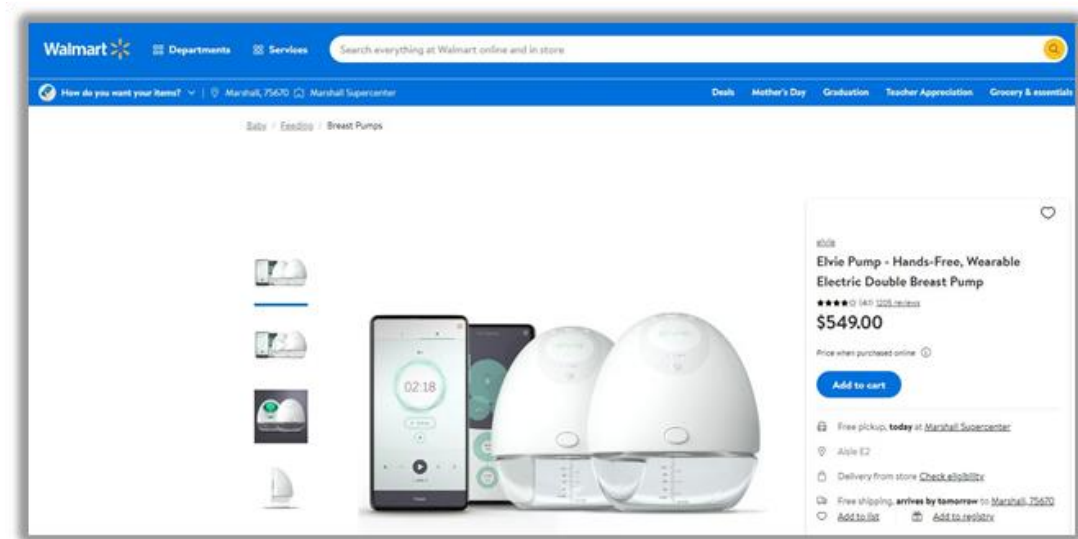 Walmart Departments Services Search everything at Walmart online and in store
How do you want your items? | Marshall, 75670 Marshall Supercenter Deals Mother's Day Graduation Teacher Appreciation Grocery & essentials
Baby / Feeding / Breast Pumps
elvie
Elvie Pump - Hands-Free, Wearable
Electric Double Breast Pump
(4.1) 1205 reviews
$549.00
Price when purchased online
Add to cart
02:18
Free pickup, today at Marshall Supercenter
Aisle E2
Delivery from store Check eligibility
Free shipping, arrives by tomorrow to Marshall, 75670
Add to list Add to registry